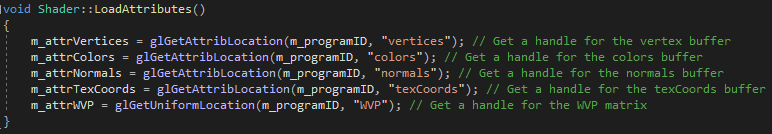 void Shader::LoadAttributes()
{
m_attrVertices = glGetAttribLocation(m_programID, "vertices"); // Get a handle for the vertex buffer
m_attrColors = glGetAttribLocation(m_programID, "colors"); // Get a handle for the colors buffer
m_attrNormals = glGetAttribLocation(m_programID, "normals"); // Get a handle for the normals buffer
m_attrTexCoords = glGetAttribLocation(m_programID, "texCoords"); // Get a handle for the texCoords buffer
m_attrWVP = glGetUniformLocation(m_programID, "WVP"); // Get a handle for the WVP matrix
}